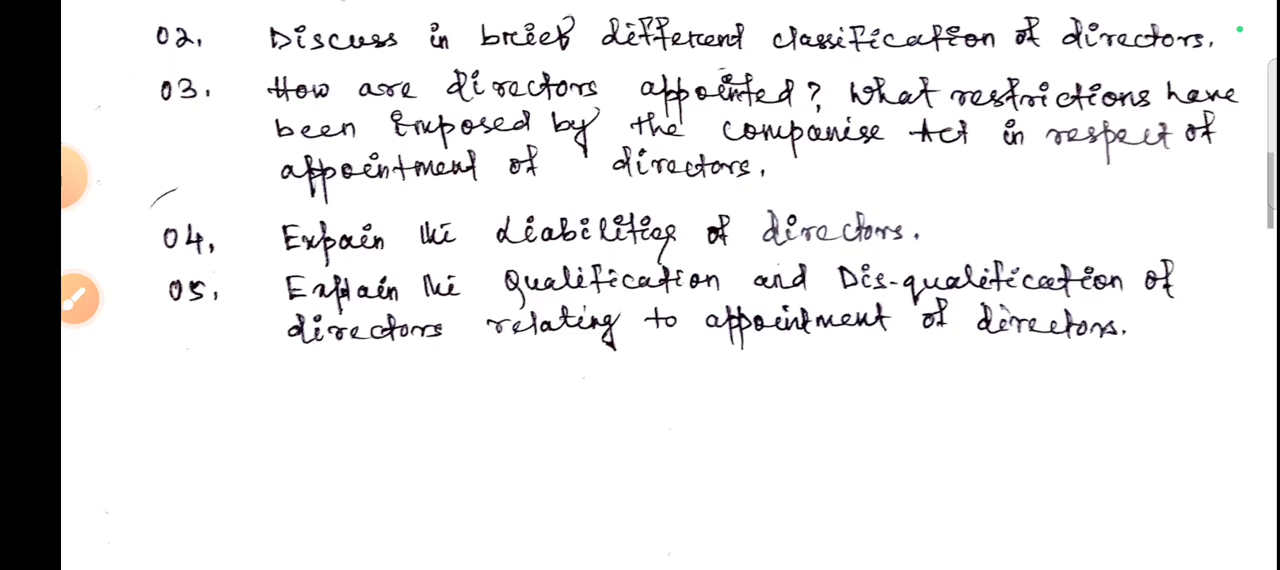 02. Discuss in brief different classification of directors.
03. How are directors appointed? What restrictions have
been imposed by the companise Act in respect of
appointment of directors.
04. Expain the liabilities of directors.
05. Explain the Qualification and Dis-qualification of
directors relating to appointment of directors.